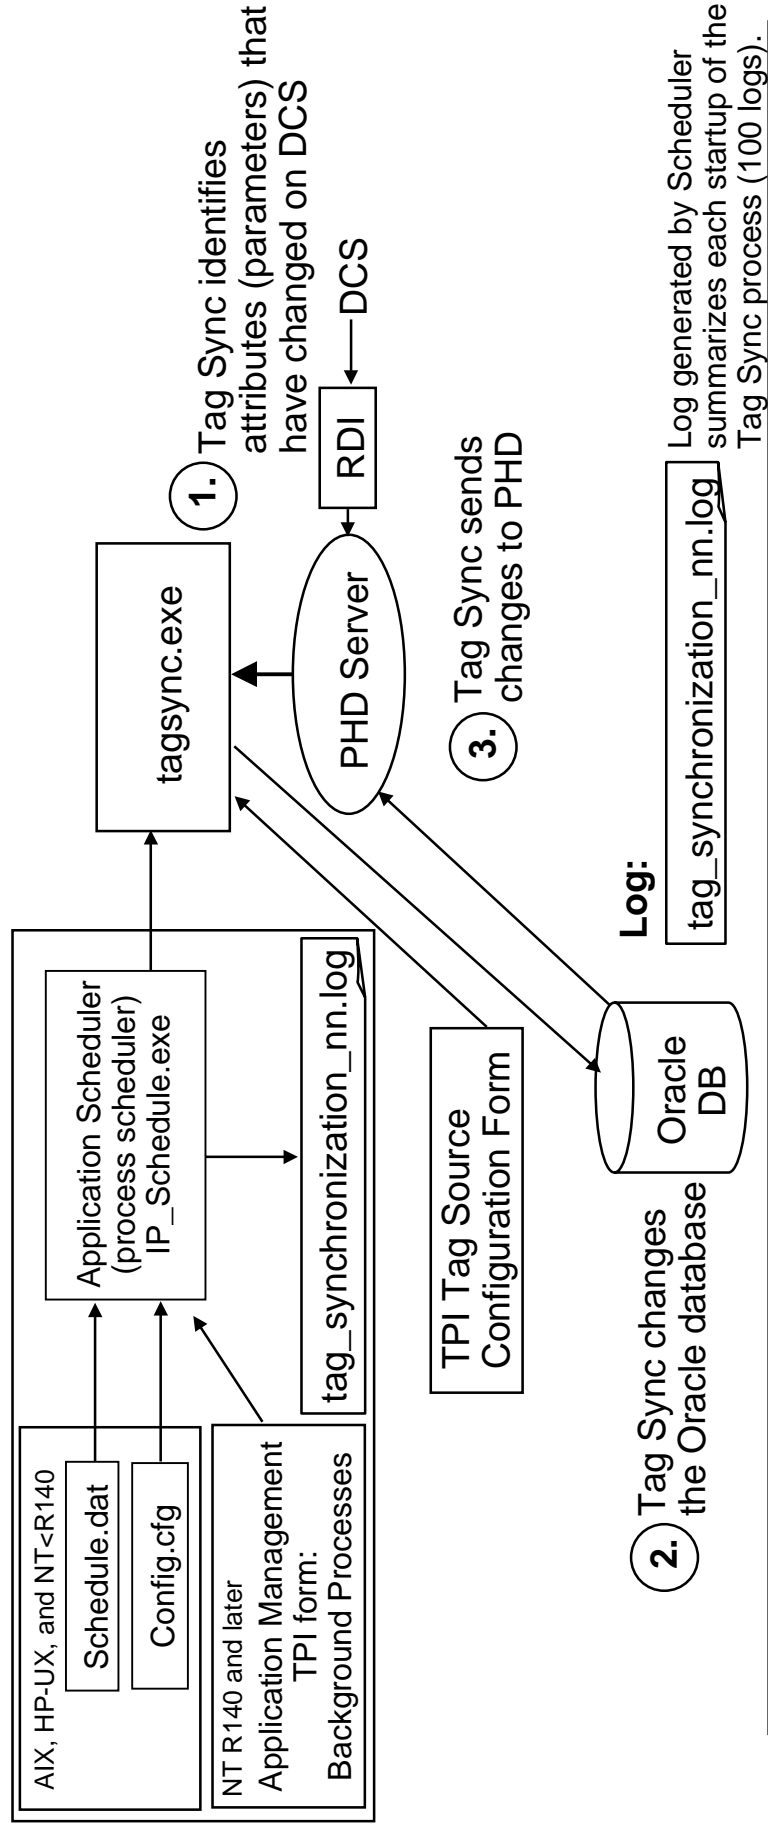 AIX, HP-UX, and NT<R140
Schedule.dat
Config.cfg
NT R140 and later
Application Management
TPI form:
Background Processes
Application Scheduler
(process scheduler)
IP_Schedule.exe
tag_synchronization_nn.log
tagsync.exe
1.
Tag Sync identifies
attributes (parameters) that
have changed on DCS
PHD Server
RDI
DCS
TPI Tag Source
Configuration Form
3.
Tag Sync sends
changes to PHD
2.
Tag Sync changes
the Oracle database
Oracle
DB
Log:
tag_synchronization_nn.log
Log generated by Scheduler
summarizes each startup of the
Tag Sync process (100 logs).